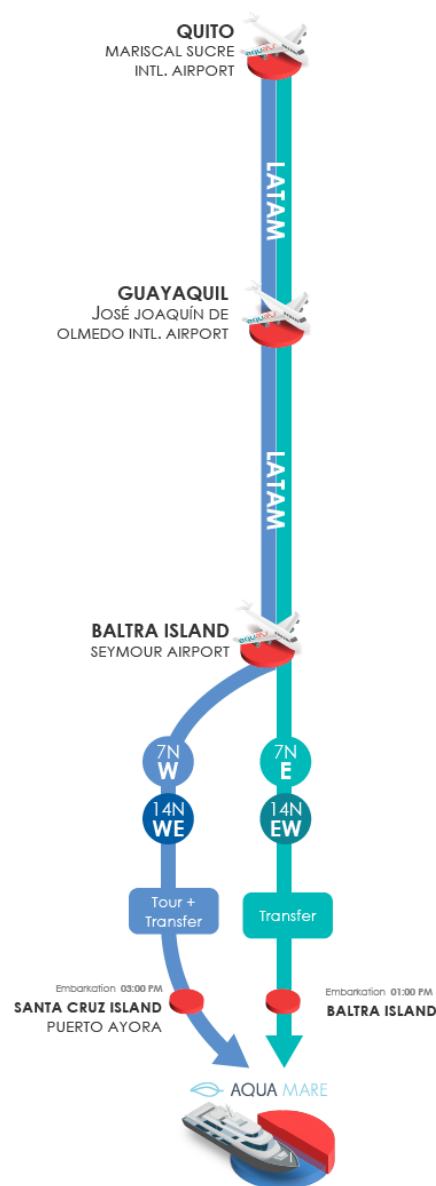 QUITO
MARISCAL SUCRE
INTL. AIRPORT
LATAM
GUAYAQUIL
JOSÉ JOAQUÍN DE
OLMEDO INTL. AIRPORT
LATAM
BALTRA ISLAND
SEYMOUR AIRPORT
7N
W
7N
E
14N
WE
14N
EW
Tour +
Transfer
Transfer
Embarkation 03:00 PM
SANTA CRUZ ISLAND
PUERTO AYORA
Embarkation 01:00 PM
BALTRA ISLAND
AQUA MARE